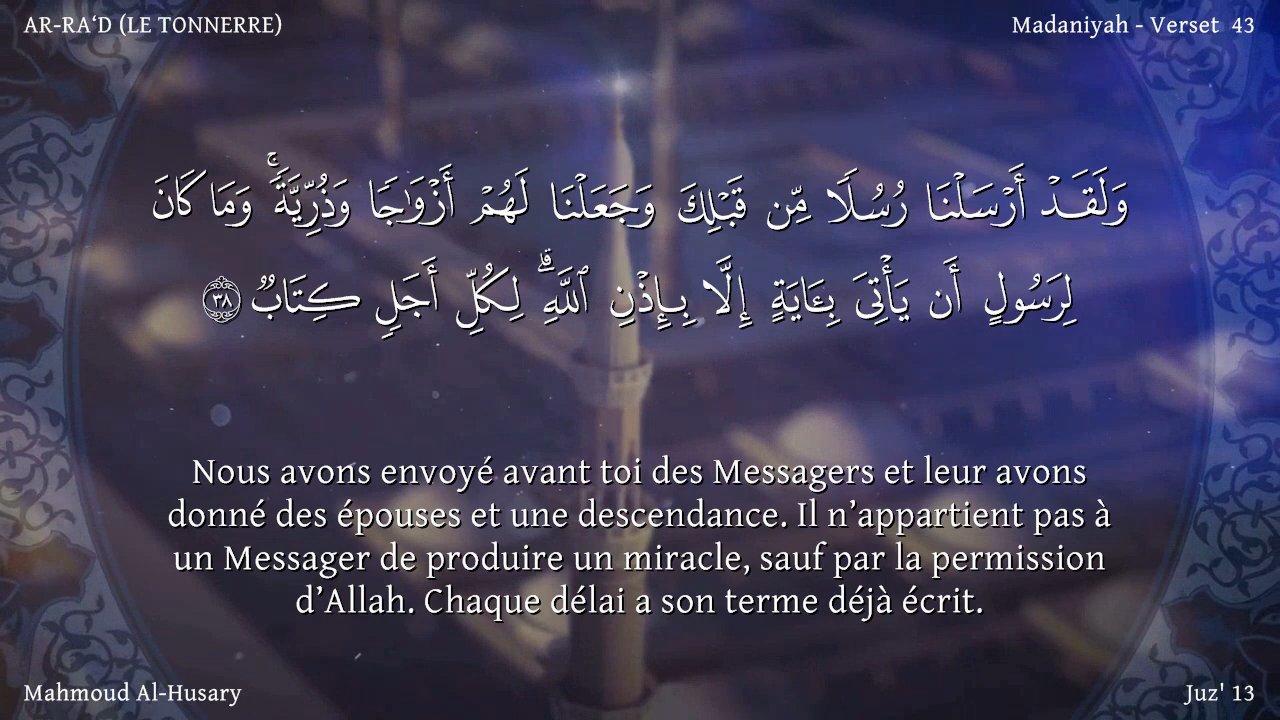 AR-RA‘D (LE TONNERRE)
Madaniyah - Verset 43
وَلَقَدْ أَرْسَلْنَا رُسُلًا مِّن قَبْلِكَ وَجَعَلْنَا لَهُمْ أَزْوَٰجًا وَذُرِّيَّةً ۚ وَمَا كَانَ
لِرَسُولٍ أَن يَأْتِىَ بِـَٔايَةٍ إِلَّا بِإِذْنِ ٱللَّهِ ۗ لِكُلِّ أَجَلٍ كِتَابٌ ٣٨
Nous avons envoyé avant toi des Messagers et leur avons
donné des épouses et une descendance. Il n’appartient pas à
un Messager de produire un miracle, sauf par la permission
d’Allah. Chaque délai a son terme déjà écrit.
Mahmoud Al-Husary
Juz' 13